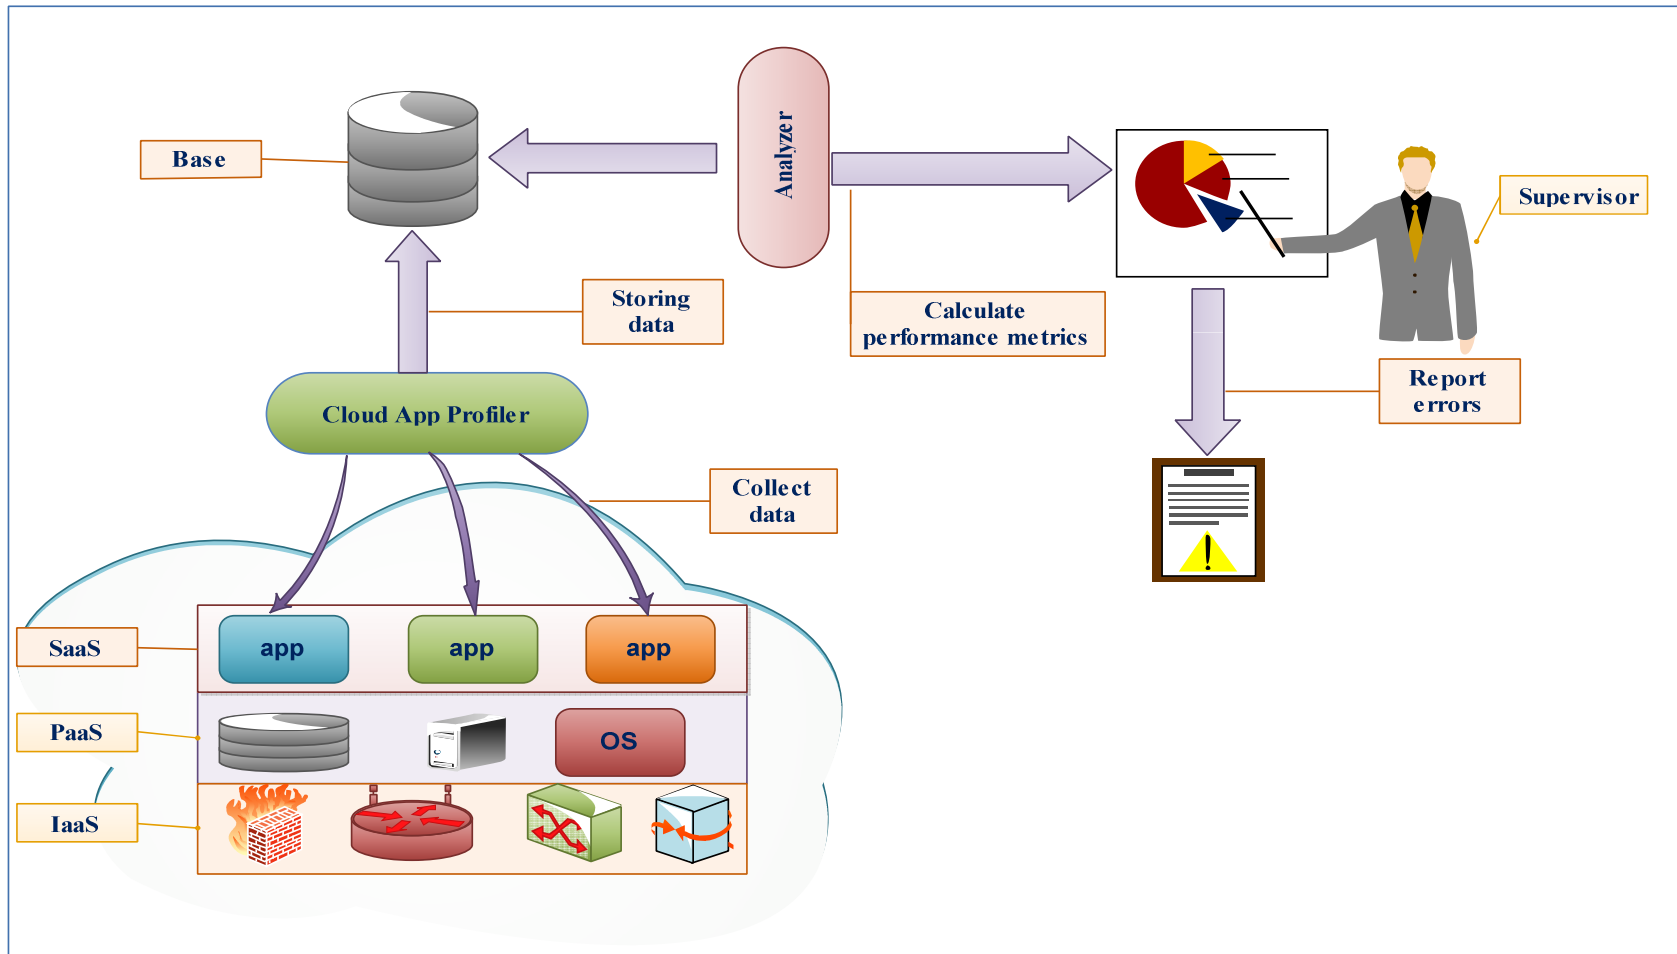 Base
Analyzer
Supervisor
Storing
data
Calculate
performance metrics
Report
errors
Cloud App Profiler
Collect
data
SaaS
app
app
app
PaaS
OS
IaaS